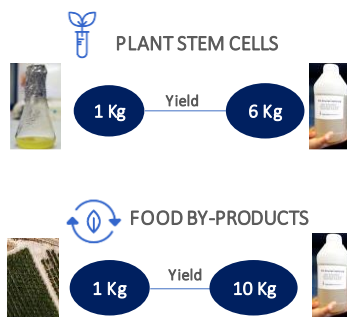 PLANT STEM CELLS
1 Kg
Yield
6 Kg
FOOD BY-PRODUCTS
1 Kg
Yield
10 Kg